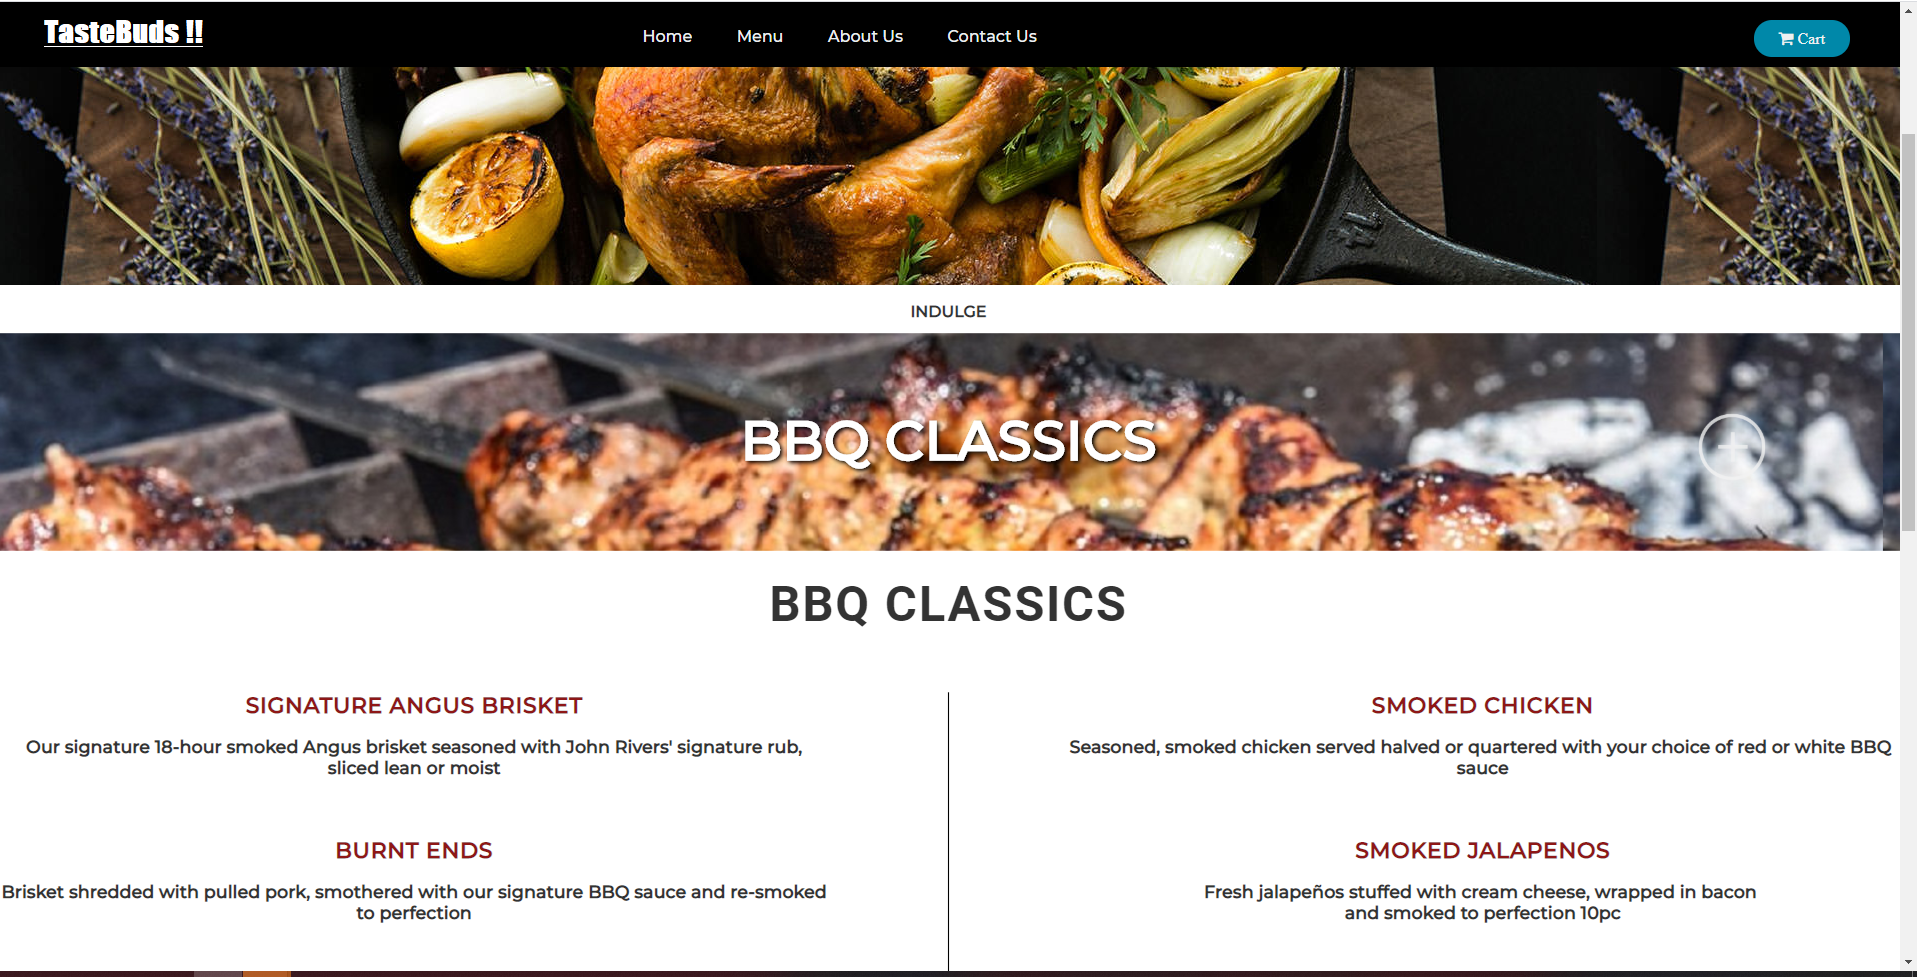 TasteBuds !!
Home
Menu
About Us
Contact Us
Cart
INDULGE
BBQ CLASSICS
BBQ CLASSICS
SIGNATURE ANGUS BRISKET
Our signature 18-hour smoked Angus brisket seasoned with John Rivers' signature rub,
sliced lean or moist
BURNT ENDS
Brisket shredded with pulled pork, smothered with our signature BBQ sauce and re-smoked
to perfection
SMOKED CHICKEN
Seasoned, smoked chicken served halved or quartered with your choice of red or white BBQ
sauce
SMOKED JALAPENOS
Fresh jalapeños stuffed with cream cheese, wrapped in bacon
and smoked to perfection 10pc